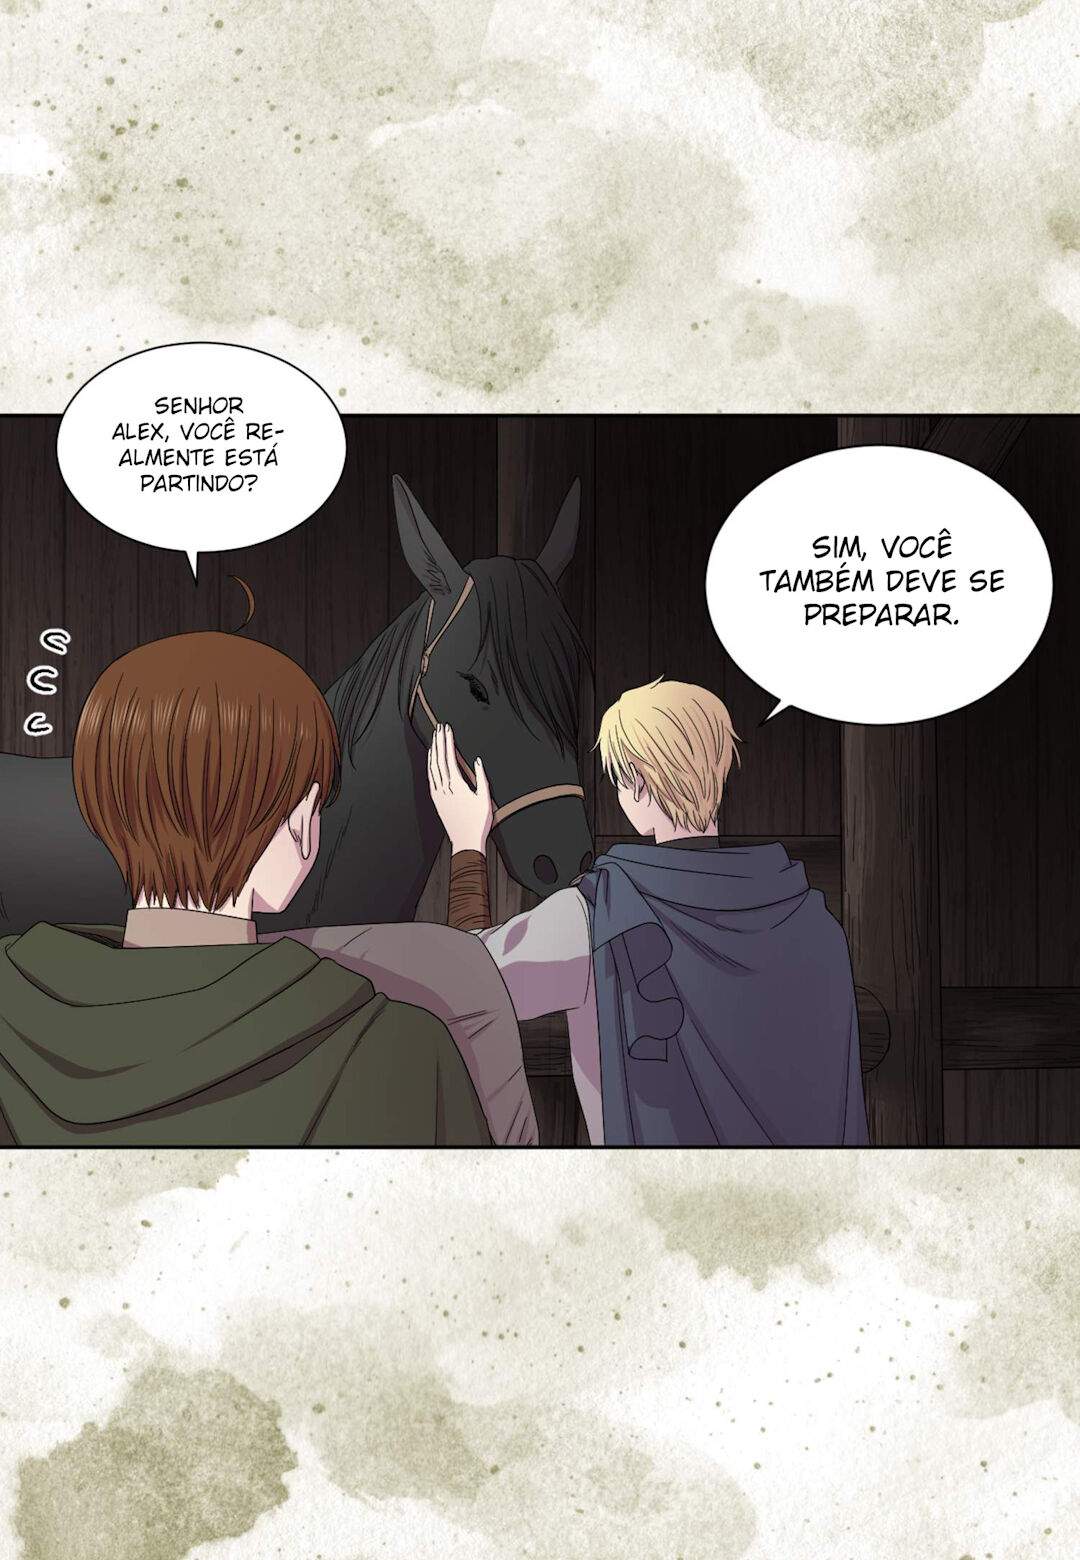 SENHOR
ALEX, VOCÊ RE-
ALMENTE ESTÁ
PARTINDO?
SIM, VOCÊ
TAMBÉM DEVE SE
PREPARAR.